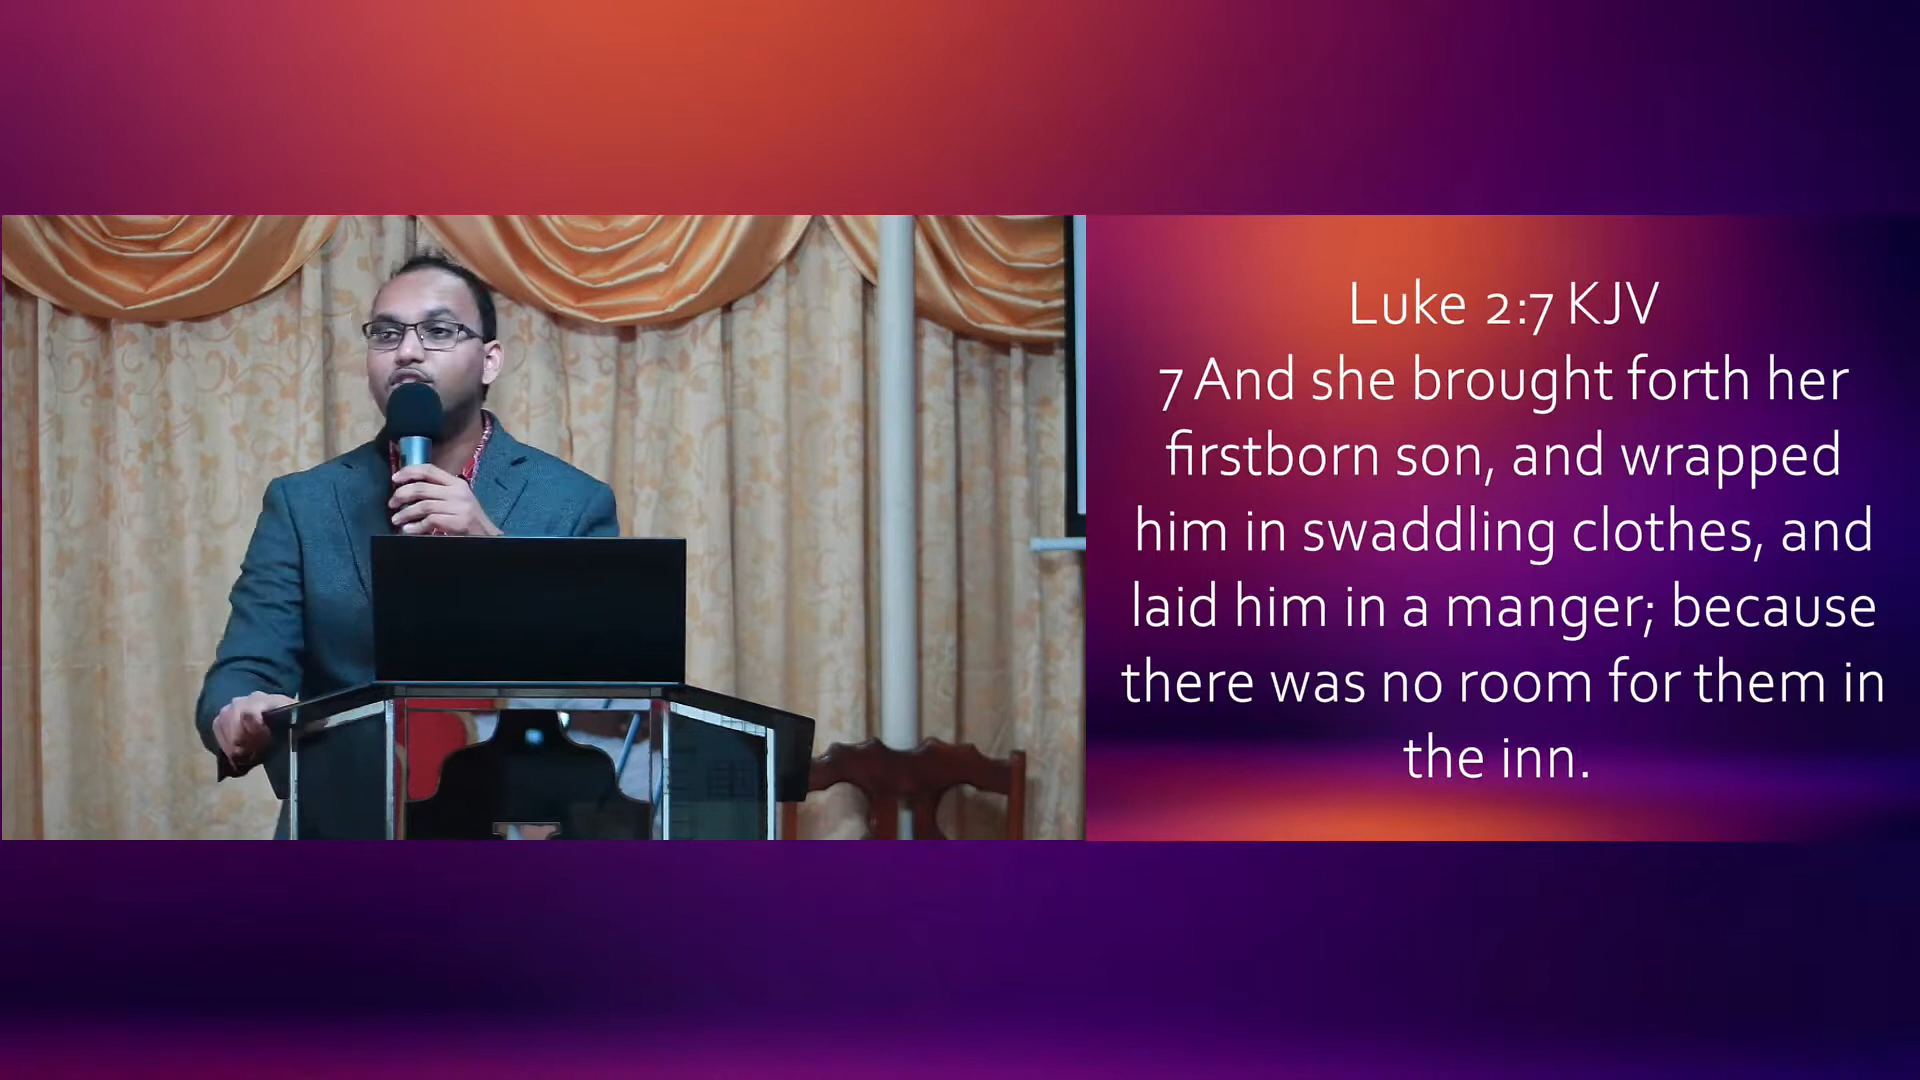 Luke 2:7 KJV
7 And she brought forth her
firstborn son, and wrapped
him in swaddling clothes, and
laid him in a manger; because
there was no room for them in
the inn.